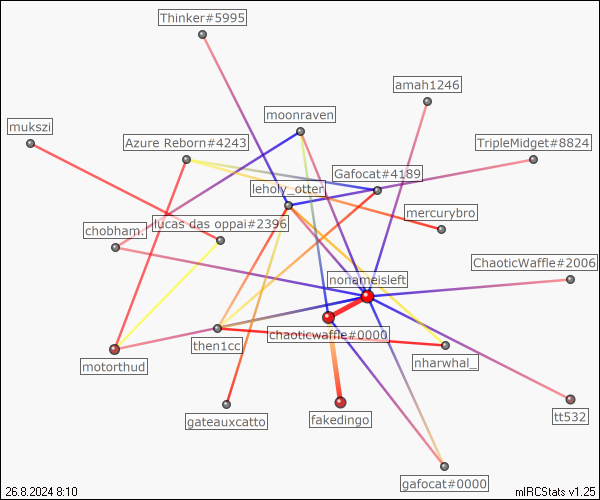 Thinker#5995
amah1246
moonraven
mukszi
Azure Reborn#4243
TripleMidget#8824
Gafocat#4189
leholy_otter
mercurybro
lucas das oppai#2396
chobham.
ChaoticWaffle#2006
nonameisleft
chaoticwaffle#0000
then1cc
nharwhal_
motorthud
gateauxcatto
fakedingo
tt532
gafocat#0000
26.8.2024 8:10
mIRCStats v1.25